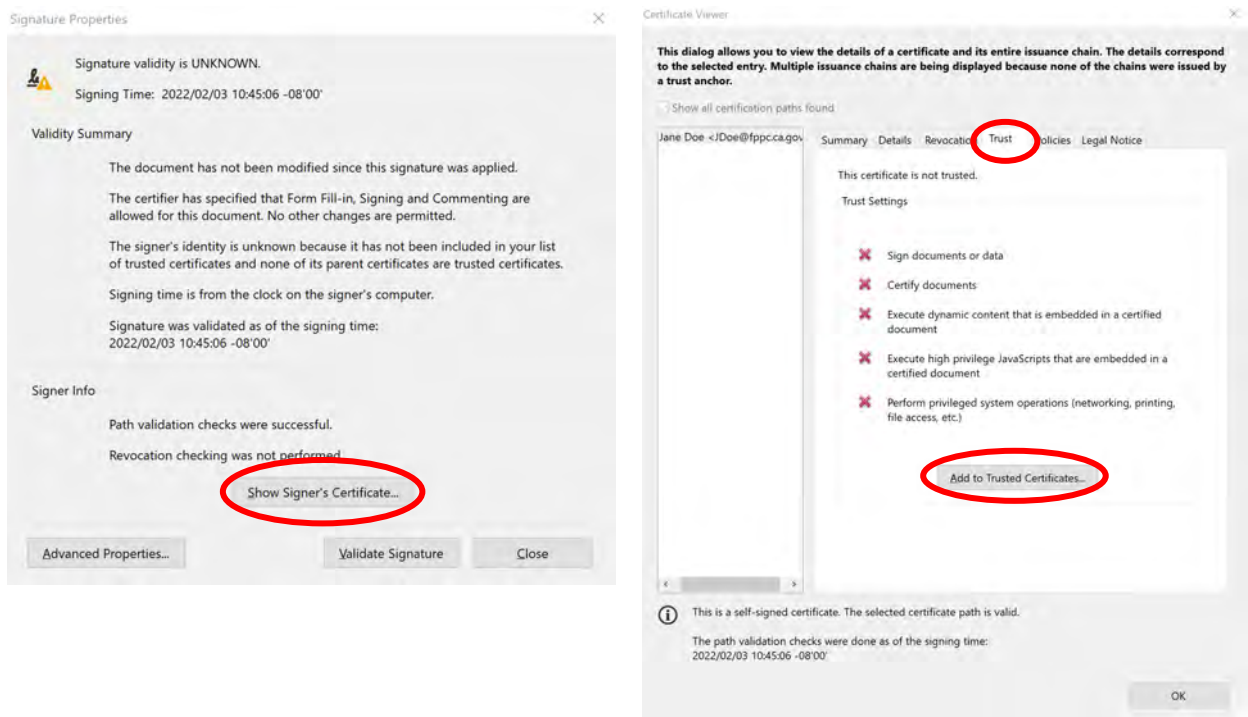 Signature Properties
Signature validity is UNKNOWN.
Signing Time: 2022/02/03 10:45:06 -08'00'
Validity Summary
The document has not been modified since this signature was applied.
The certifier has specified that Form Fill-in, Signing and Commenting are
allowed for this document. No other changes are permitted.
The signer's identity is unknown because it has not been included in your list
of trusted certificates and none of its parent certificates are trusted certificates.
Signing time is from the clock on the signer's computer.
Signature was validated as of the signing time:
2022/02/03 10:45:06 -08'00'
Signer Info
Path validation checks were successful.
Revocation checking was not performed
Show Signer's Certificate...
Advanced Properties...
Validate Signature
Close
Certificate Viewer
This dialog allows you to view the details of a certificate and its entire issuance chain. The details correspond
to the selected entry. Multiple issuance chains are being displayed because none of the chains were issued by
a trust anchor.
Show all certification paths found
Jane Doe <JDoe@fppc.ca.gov
Summary Details Revocatio Trust olicies Legal Notice
This certificate is not trusted.
Trust Settings
Sign documents or data
Certify documents
Execute dynamic content that is embedded in a certified
document
Execute high privilege JavaScripts that are embedded in a
certified document
Perform privileged system operations (networking, printing,
file access, etc.)
Add to Trusted Certificates...
This is a self-signed certificate. The selected certificate path is valid.
The path validation checks were done as of the signing time:
2022/02/03 10:45:06 -08'00'
OK